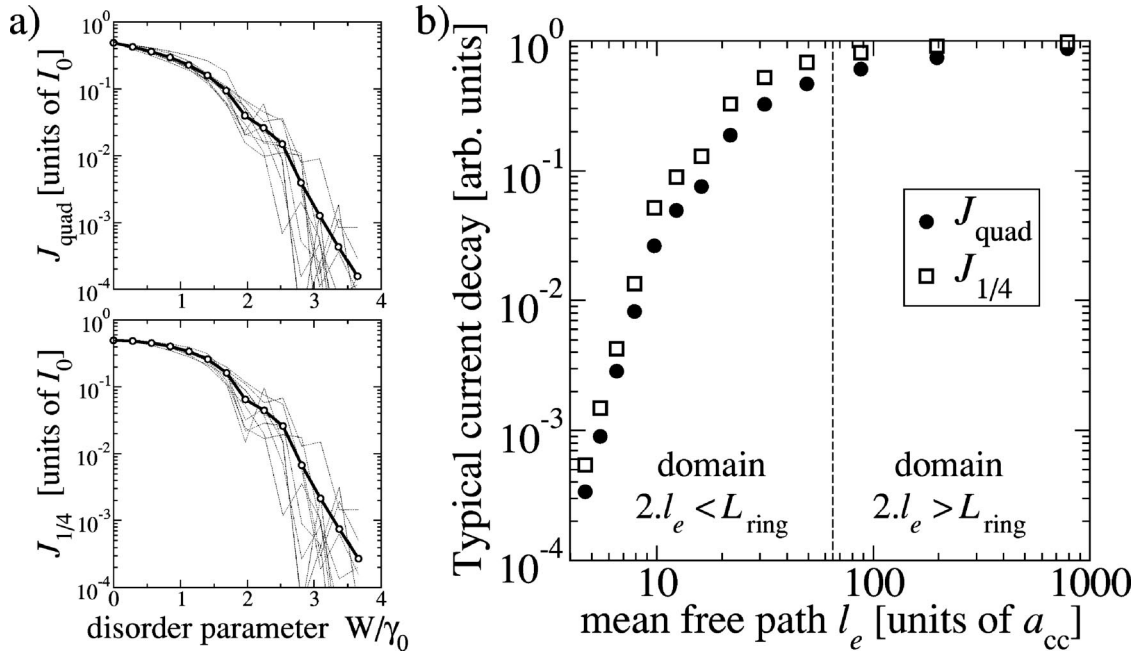 a)
J_quad [units of I_0]
10^0
10^-1
10^-2
10^-3
10^-4
0 1 2 3 4
J_1/4 [units of I_0]
10^0
10^-1
10^-2
10^-3
10^-4
0 1 2 3 4
disorder parameter W/γ_0
b)
Typical current decay [arb. units]
10^0
10^-1
10^-2
10^-3
10^-4
J_quad
J_1/4
domain
2.l_e < L_ring
domain
2.l_e > L_ring
10 100 1000
mean free path l_e [units of a_cc]